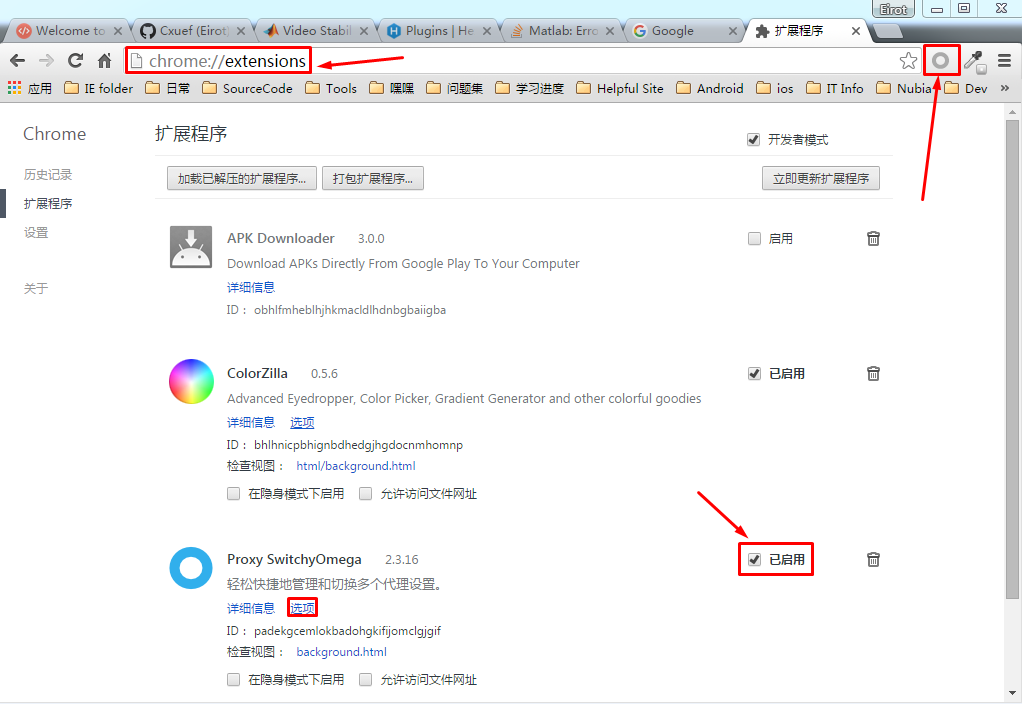 Eirot
Welcome to
Cxuef (Eirot
Video Stabil
Plugins | He
Matlab: Erro
Google
扩展程序
chrome://extensions
应用
IE folder
日常
SourceCode
Tools
嘿嘿
问题集
学习进度
Helpful Site
Android
ios
IT Info
Nubia
Dev
»
Chrome
历史记录
扩展程序
设置
关于
扩展程序
开发者模式
加载已解压的扩展程序...
打包扩展程序...
立即更新扩展程序
APK Downloader 3.0.0
启用
Download APKs Directly From Google Play To Your Computer
详细信息
ID： obhlfmheblhjhkmacldlhdnbgbaiigba
ColorZilla 0.5.6
已启用
Advanced Eyedropper, Color Picker, Gradient Generator and other colorful goodies
详细信息 选项
ID： bhlhnicpbhignbdhedgjhgdocnmhomnp
检查视图： html/background.html
在隐身模式下启用 允许访问文件网址
Proxy SwitchyOmega 2.3.16
已启用
轻松快捷地管理和切换多个代理设置。
详细信息 选项
ID： padekgcemlokbadohgkifijomclgjgif
检查视图： background.html
在隐身模式下启用 允许访问文件网址